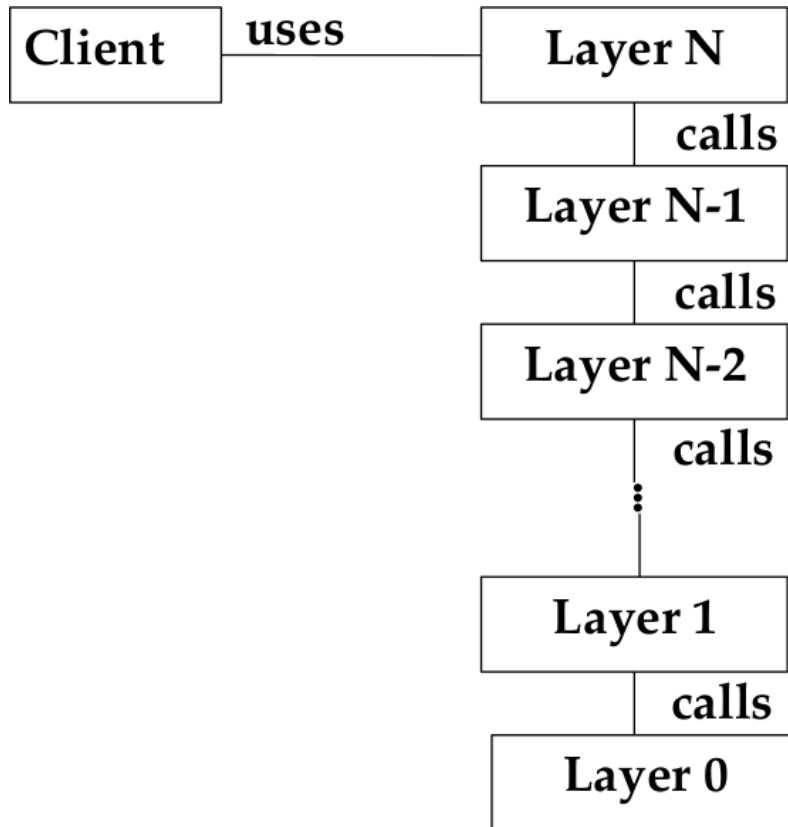 Client
uses
Layer N
calls
Layer N-1
calls
Layer N-2
calls
Layer 1
calls
Layer 0